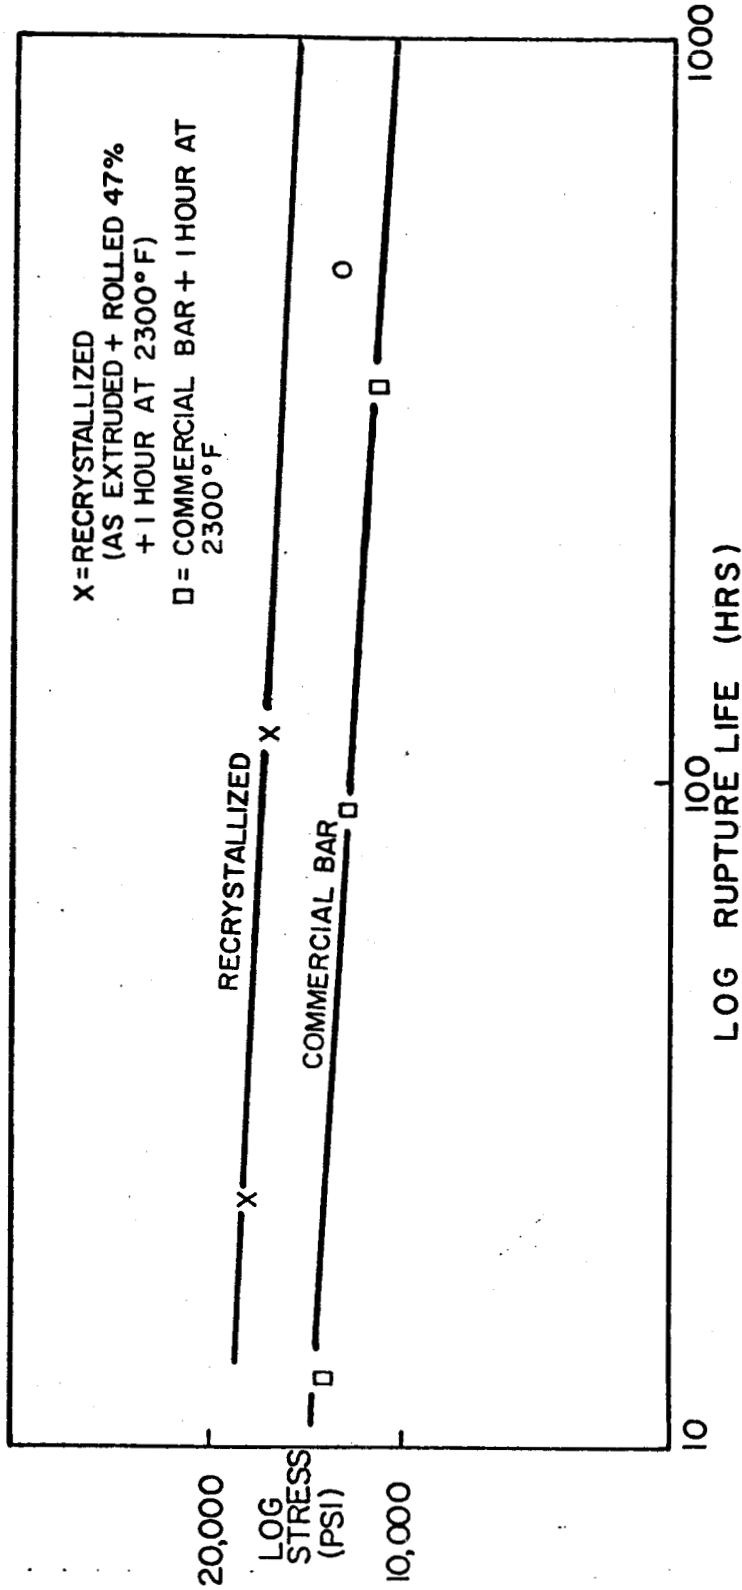 X=RECRYSTALLIZED
(AS EXTRUDED + ROLLED 47%
+ 1 HOUR AT 2300°F)
□= COMMERCIAL BAR + 1 HOUR AT
2300°F.
RECRYSTALLIZED
X
X
O
COMMERCIAL BAR
20,000
LOG
STRESS
(PSI)
10,000
10
100
1000
LOG RUPTURE LIFE (HRS)